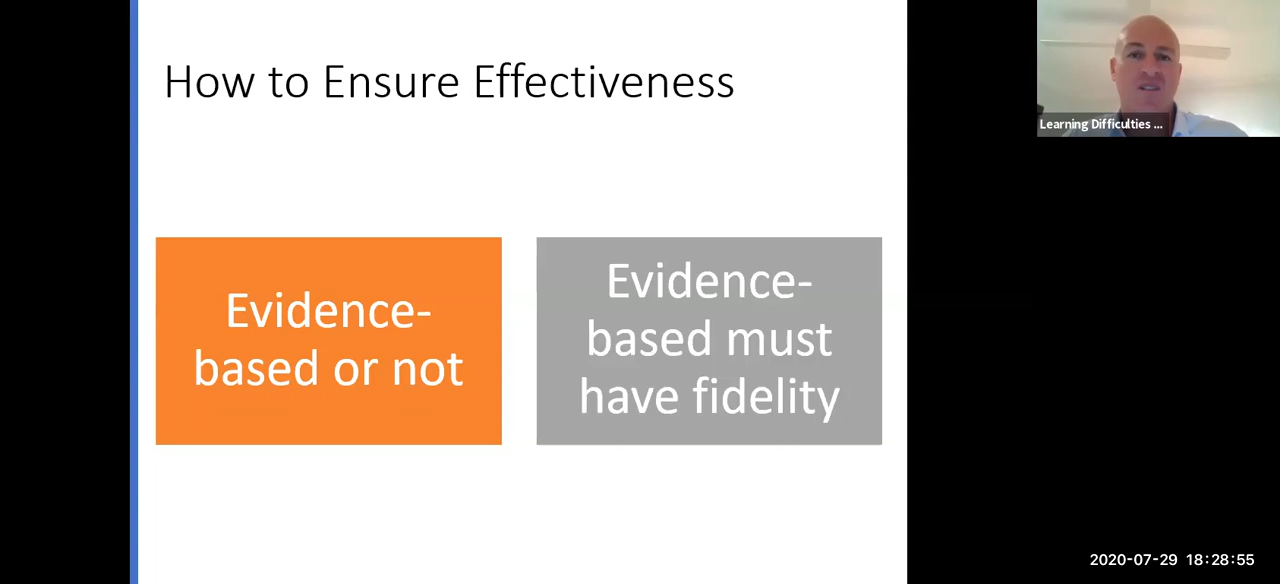 How to Ensure Effectiveness
Evidence-
based or not
Evidence-
based must
have fidelity
Learning Difficulties ...
2020-07-29 18:28:55